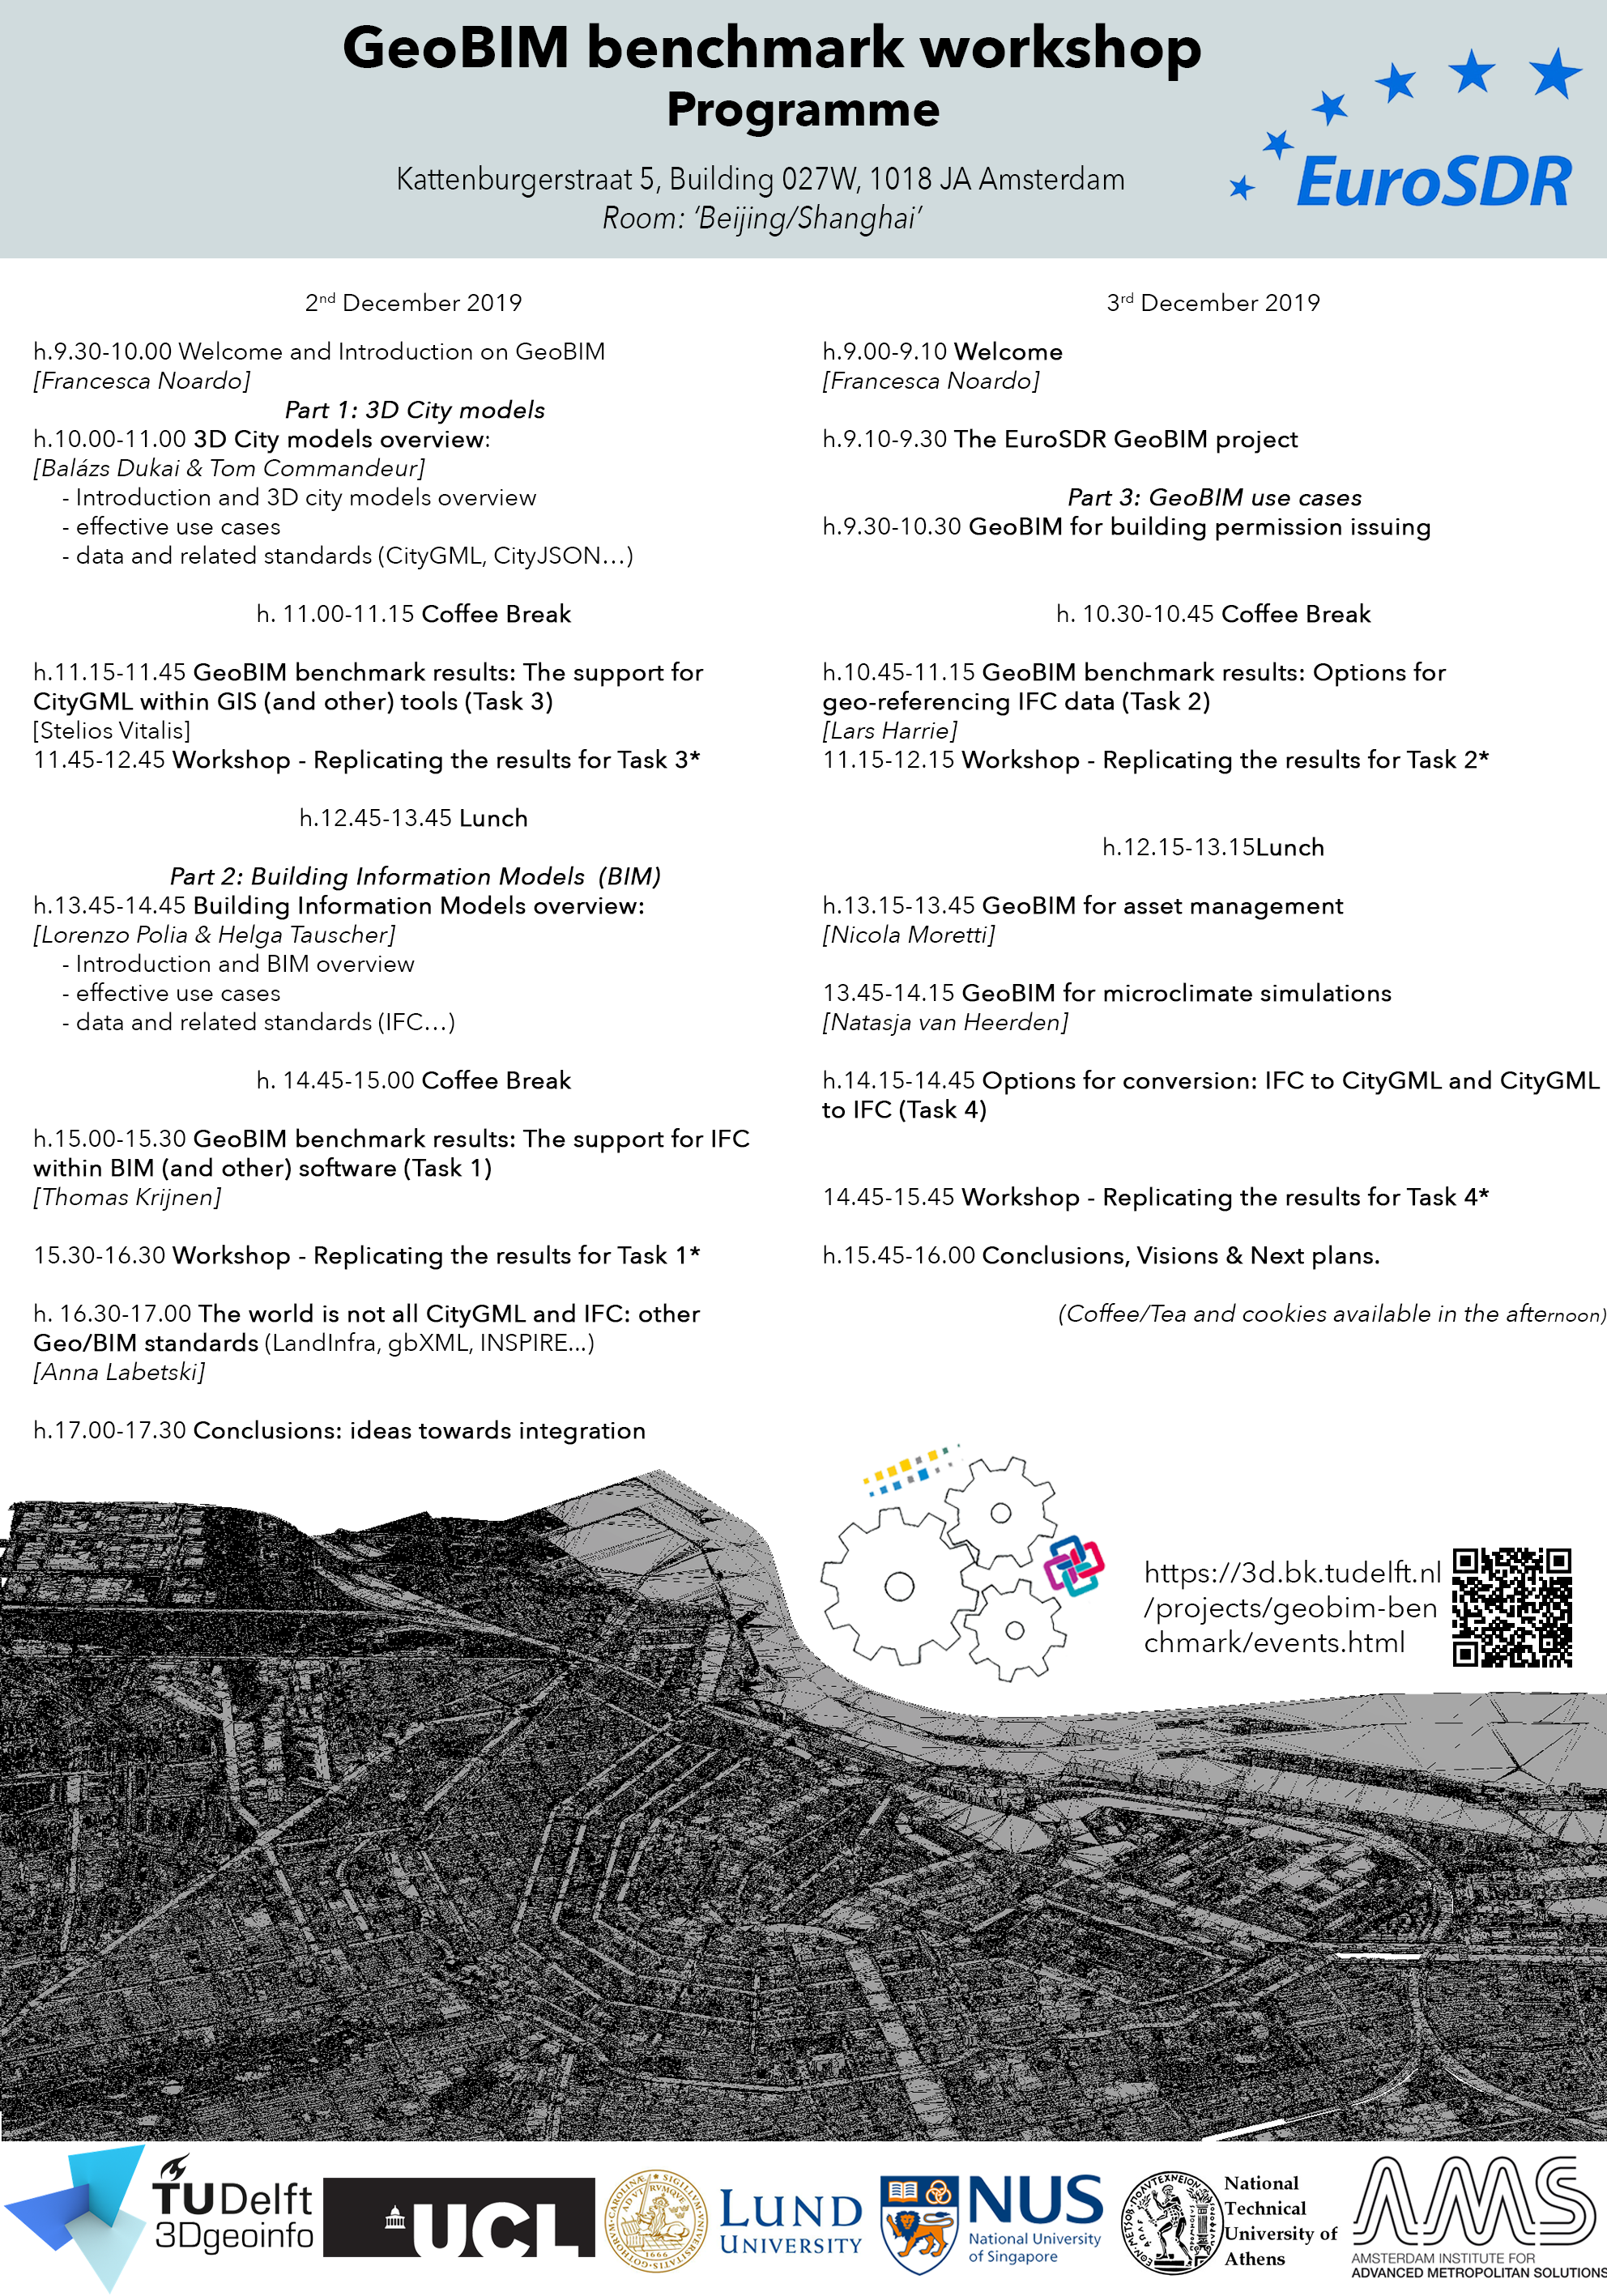 GeoBIM benchmark workshop
Programme
Kattenburgerstraat 5, Building 027W, 1018 JA Amsterdam
Room: ‘Beijing/Shanghai’
EuroSDR
2nd December 2019
h.9.30-10.00 Welcome and Introduction on GeoBIM
[Francesca Noardo]
Part 1: 3D City models
h.10.00-11.00 3D City models overview:
[Balázs Dukai & Tom Commandeur]
- Introduction and 3D city models overview
- effective use cases
- data and related standards (CityGML, CityJSON…)
h. 11.00-11.15 Coffee Break
h.11.15-11.45 GeoBIM benchmark results: The support for
CityGML within GIS (and other) tools (Task 3)
[Stelios Vitalis]
11.45-12.45 Workshop - Replicating the results for Task 3*
h.12.45-13.45 Lunch
Part 2: Building Information Models (BIM)
h.13.45-14.45 Building Information Models overview:
[Lorenzo Polia & Helga Tauscher]
- Introduction and BIM overview
- effective use cases
- data and related standards (IFC…)
h. 14.45-15.00 Coffee Break
h.15.00-15.30 GeoBIM benchmark results: The support for IFC
within BIM (and other) software (Task 1)
[Thomas Krijnen]
15.30-16.30 Workshop - Replicating the results for Task 1*
h. 16.30-17.00 The world is not all CityGML and IFC: other
Geo/BIM standards (LandInfra, gbXML, INSPIRE...)
[Anna Labetski]
h.17.00-17.30 Conclusions: ideas towards integration
3rd December 2019
h.9.00-9.10 Welcome
[Francesca Noardo]
h.9.10-9.30 The EuroSDR GeoBIM project
Part 3: GeoBIM use cases
h.9.30-10.30 GeoBIM for building permission issuing
h. 10.30-10.45 Coffee Break
h.10.45-11.15 GeoBIM benchmark results: Options for
geo-referencing IFC data (Task 2)
[Lars Harrie]
11.15-12.15 Workshop - Replicating the results for Task 2*
h.12.15-13.15Lunch
h.13.15-13.45 GeoBIM for asset management
[Nicola Moretti]
13.45-14.15 GeoBIM for microclimate simulations
[Natasja van Heerden]
h.14.15-14.45 Options for conversion: IFC to CityGML and CityGML
to IFC (Task 4)
14.45-15.45 Workshop - Replicating the results for Task 4*
h.15.45-16.00 Conclusions, Visions & Next plans.
(Coffee/Tea and cookies available in the afternoon)
https://3d.bk.tudelft.nl
/projects/geobim-ben
chmark/events.html
TUDelft
3Dgeoinfo
UCL
LUND
UNIVERSITY
1666
NUS
National University
of Singapore
National
Technical
University of
Athens
AMS
AMSTERDAM INSTITUTE FOR
ADVANCED METROPOLITAN SOLUTIONS